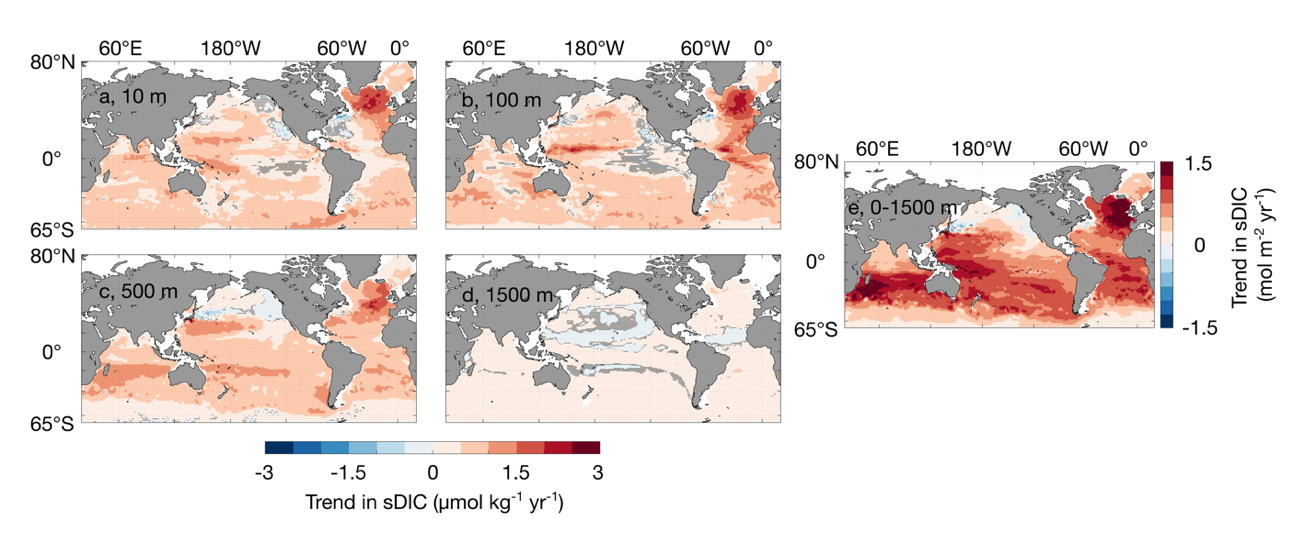 60°E 180°W 60°W 0° 60°E 180°W 60°W 0°
80°N
a, 10 m b, 100 m
0°
65°S
80°N
c, 500 m d, 1500 m
0°
65°S
-3 -1.5 0 1.5 3
Trend in sDIC (μmol kg⁻¹ yr⁻¹)
60°E 180°W 60°W 0°
80°N
e, 0-1500 m
0°
65°S
1.5
0
-1.5
Trend in sDIC
(mol m⁻² yr⁻¹)